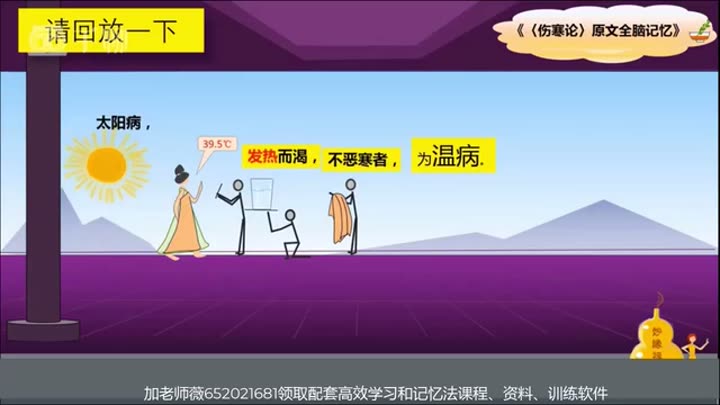 请回放一下
《〈伤寒论〉原文全脑记忆》
太阳病，
39.5℃
发热而渴，
不恶寒者，
为温病。
加老师薇652021681领取配套高效学习和记忆法课程、资料、训练软件